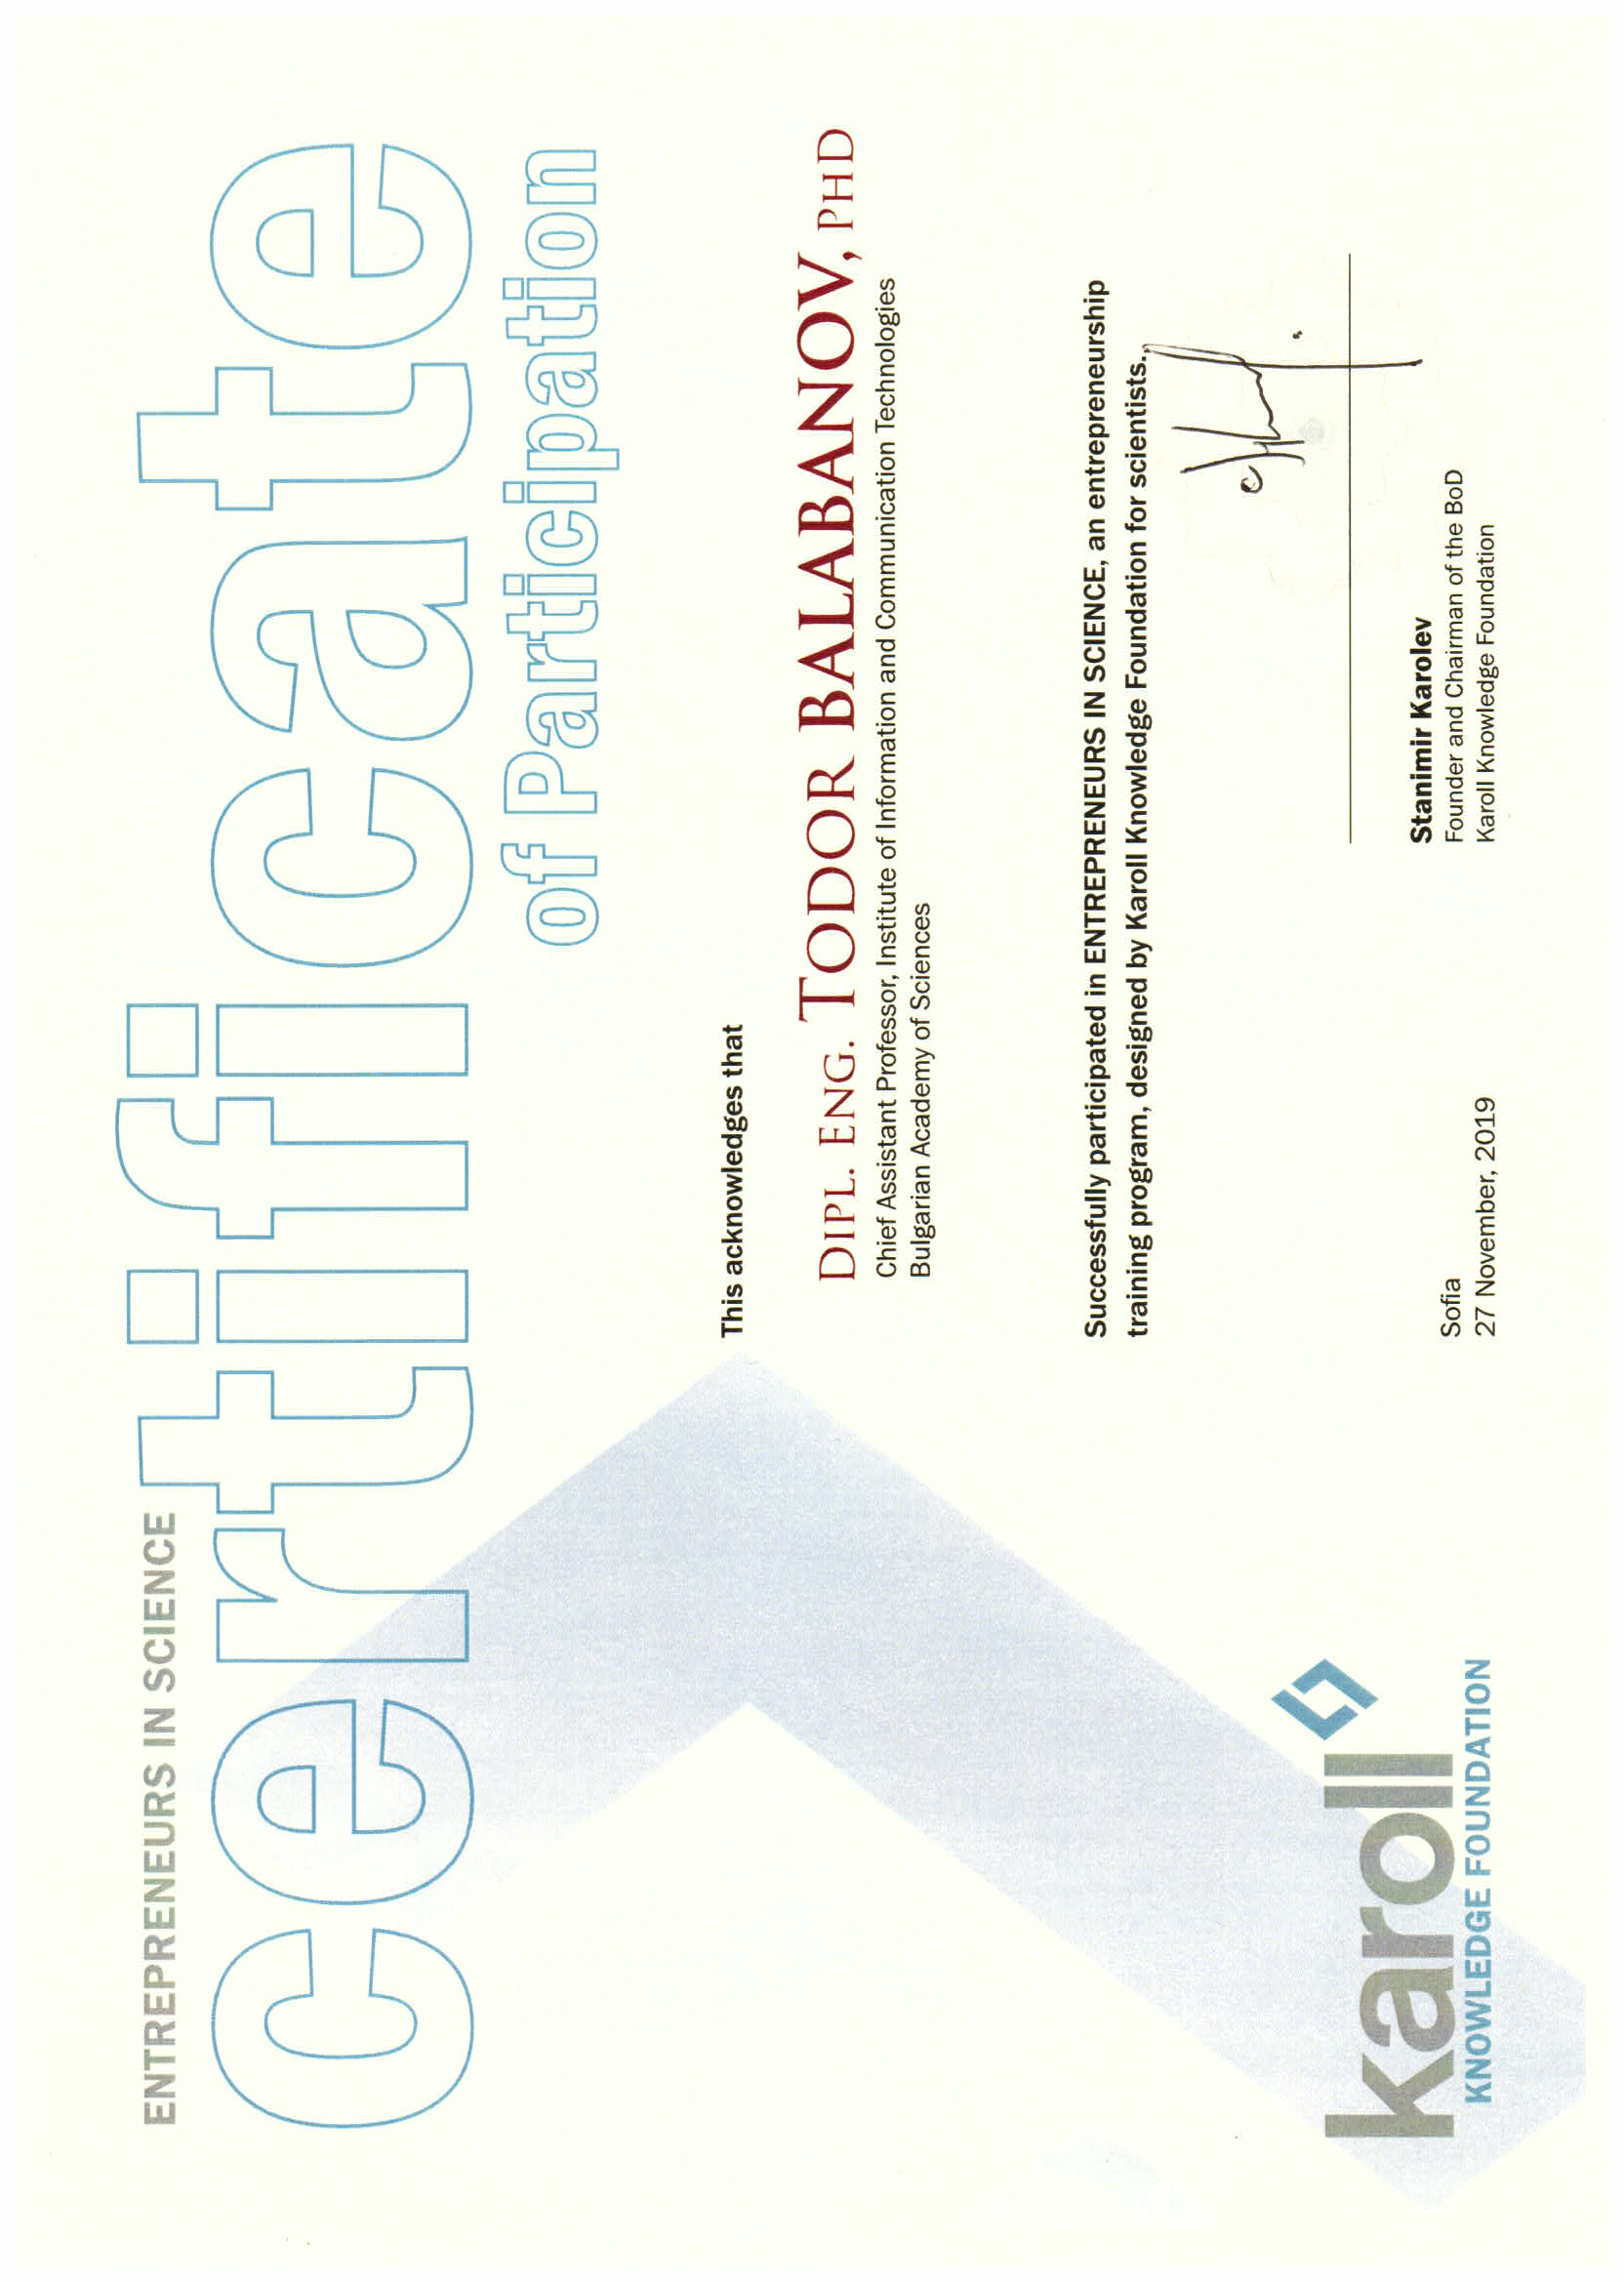 ENTREPRENEURS IN SCIENCE
certificate
of Participation
This acknowledges that
DIPL. ENG. TODOR BALABANOV, PHD
Chief Assistant Professor, Institute of Information and Communication Technologies
Bulgarian Academy of Sciences
Successfully participated in ENTREPRENEURS IN SCIENCE, an entrepreneurship
training program, designed by Karoll Knowledge Foundation for scientists.
Sofia
27 November, 2019
Stanimir Karolev
Founder and Chairman of the BoD
Karoll Knowledge Foundation
karoll
KNOWLEDGE FOUNDATION